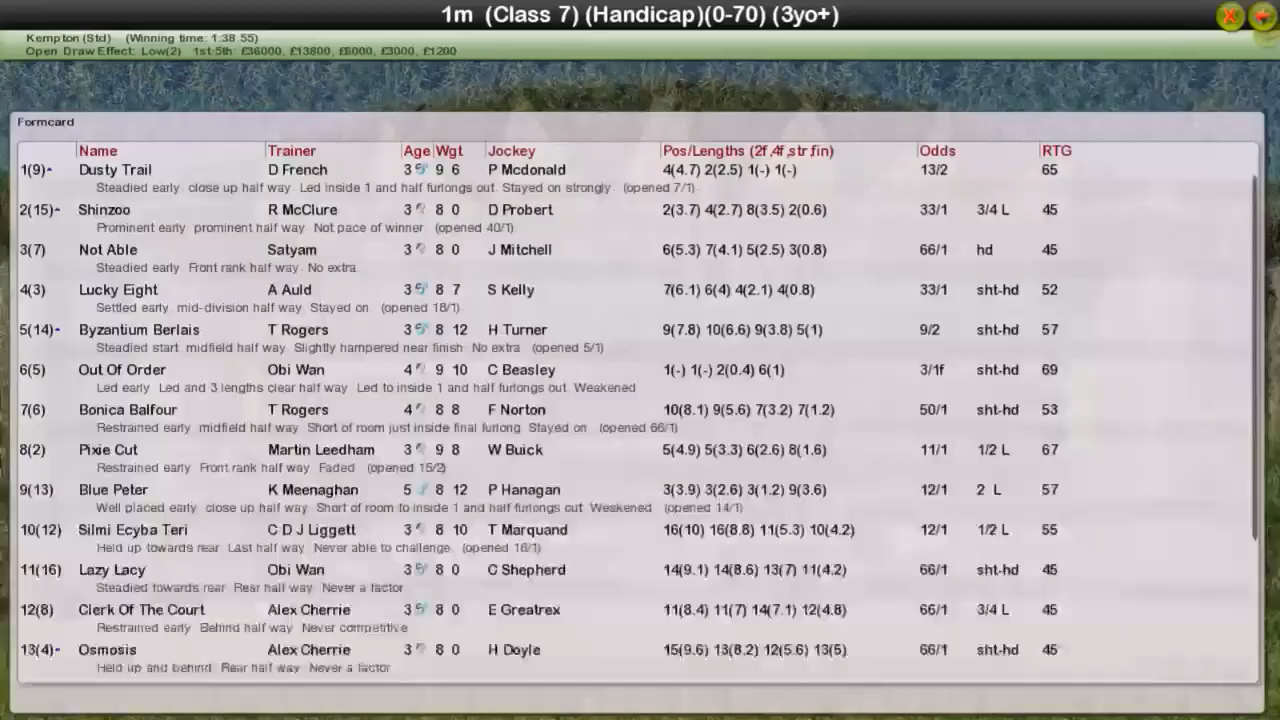 1m (Class 7) (Handicap)(0-70) (3yo+)
Kempton (Std) (Winning time: 1:38.55)
Open Draw Effect: Low(2) 1st-5th: £36000, £13800, £6000, £3000, £1200
Formcard
Name Trainer Age Wgt Jockey Pos/Lengths (2f,4f,str,fin) Odds RTG
1(9) Dusty Trail D French 3 9 6 P Mcdonald 4(4.7) 2(2.5) 1(-) 1(-) 13/2 65
Steadied early close up half way Led inside 1 and half furlongs out Stayed on strongly (opened 7/1)
2(15) Shinzoo R McClure 3 8 0 D Probert 2(3.7) 4(2.7) 8(3.5) 2(0.6) 33/1 3/4 L 45
Prominent early prominent half way Not pace of winner (opened 40/1)
3(7) Not Able Satyam 3 8 0 J Mitchell 6(5.3) 7(4.1) 5(2.5) 3(0.8) 66/1 hd 45
Steadied early Front rank half way No extra
4(3) Lucky Eight A Auld 3 8 7 S Kelly 7(6.1) 6(4) 4(2.1) 4(0.8) 33/1 sht-hd 52
Settled early mid-division half way Stayed on (opened 18/1)
5(14) Byzantium Berlais T Rogers 3 8 12 H Turner 9(7.8) 10(6.6) 9(3.8) 5(1) 9/2 sht-hd 57
Steadied start midfield half way Slightly hampered near finish No extra (opened 5/1)
6(5) Out Of Order Obi Wan 4 9 10 C Beasley 1(-) 1(-) 2(0.4) 6(1) 3/1f sht-hd 69
Led early Led and 3 lengths clear half way Led to inside 1 and half furlongs out Weakened
7(6) Bonica Balfour T Rogers 4 8 8 F Norton 10(8.1) 9(5.6) 7(3.2) 7(1.2) 50/1 sht-hd 53
Restrained early midfield half way Short of room just inside final furlong Stayed on (opened 66/1)
8(2) Pixie Cut Martin Leedham 3 9 8 W Buick 5(4.9) 5(3.3) 6(2.6) 8(1.6) 11/1 1/2 L 67
Restrained early Front rank half way Faded (opened 15/2)
9(13) Blue Peter K Meenaghan 5 8 12 P Hanagan 3(3.9) 3(2.6) 3(1.2) 9(3.6) 12/1 2 L 57
Well placed early close up half way Short of room to inside 1 and half furlongs out Weakened (opened 14/1)
10(12) Silmi Ecyba Teri C D J Liggett 3 8 10 T Marquand 16(10) 16(8.8) 11(5.3) 10(4.2) 12/1 1/2 L 55
Held up towards rear Last half way Never able to challenge (opened 16/1)
11(16) Lazy Lacy Obi Wan 3 8 0 C Shepherd 14(9.1) 14(8.6) 13(7) 11(4.2) 66/1 sht-hd 45
Steadied towards rear Rear half way Never a factor
12(8) Clerk Of The Court Alex Cherrie 3 8 0 E Greatrex 11(8.4) 11(7) 14(7.1) 12(4.8) 66/1 3/4 L 45
Restrained early Behind half way Never competitive
13(4) Osmosis Alex Cherrie 3 8 0 H Doyle 15(9.6) 13(8.2) 12(5.6) 13(5) 66/1 sht-hd 45
Held up and behind Rear half way Never a factor